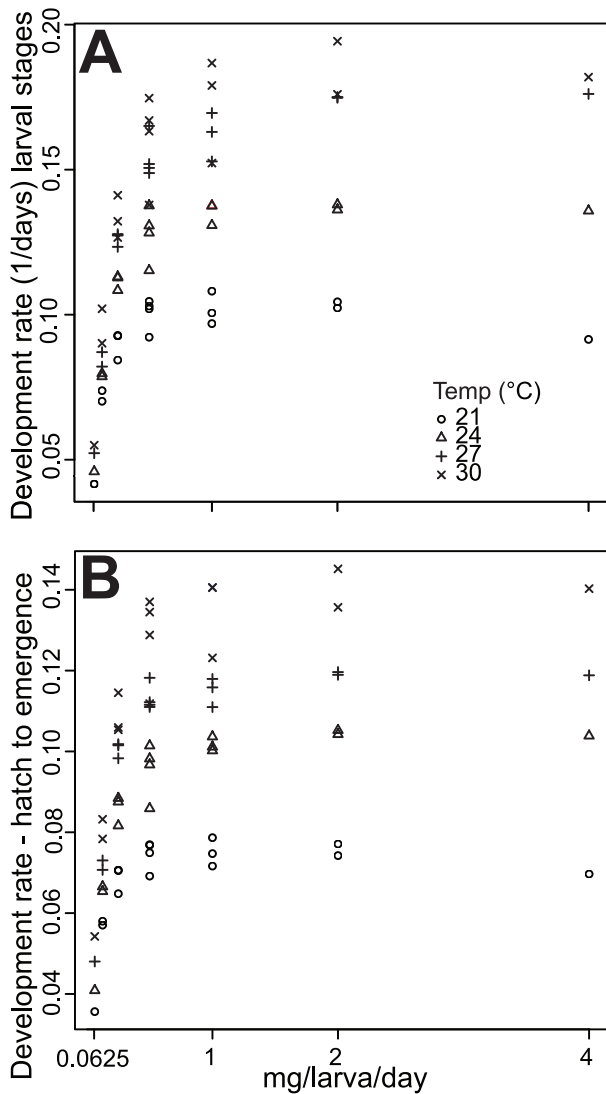 A
Development rate (1/days) larval stages
0.20
0.15
0.10
0.05
Temp (°C)
21
24
27
30
B
Development rate - hatch to emergence
0.14
0.12
0.10
0.08
0.06
0.04
0.0625 1 2 4
mg/larva/day